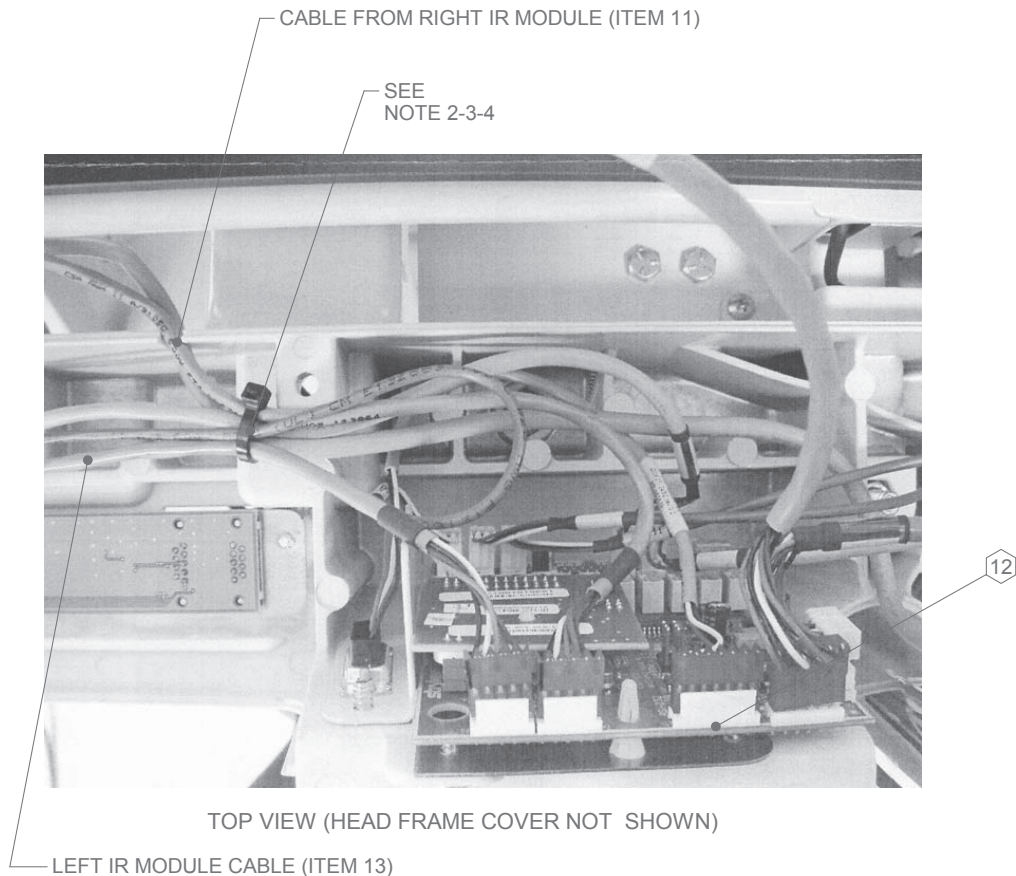 CABLE FROM RIGHT IR MODULE (ITEM 11)
SEE
NOTE 2-3-4
12
TOP VIEW (HEAD FRAME COVER NOT SHOWN)
LEFT IR MODULE CABLE (ITEM 13)